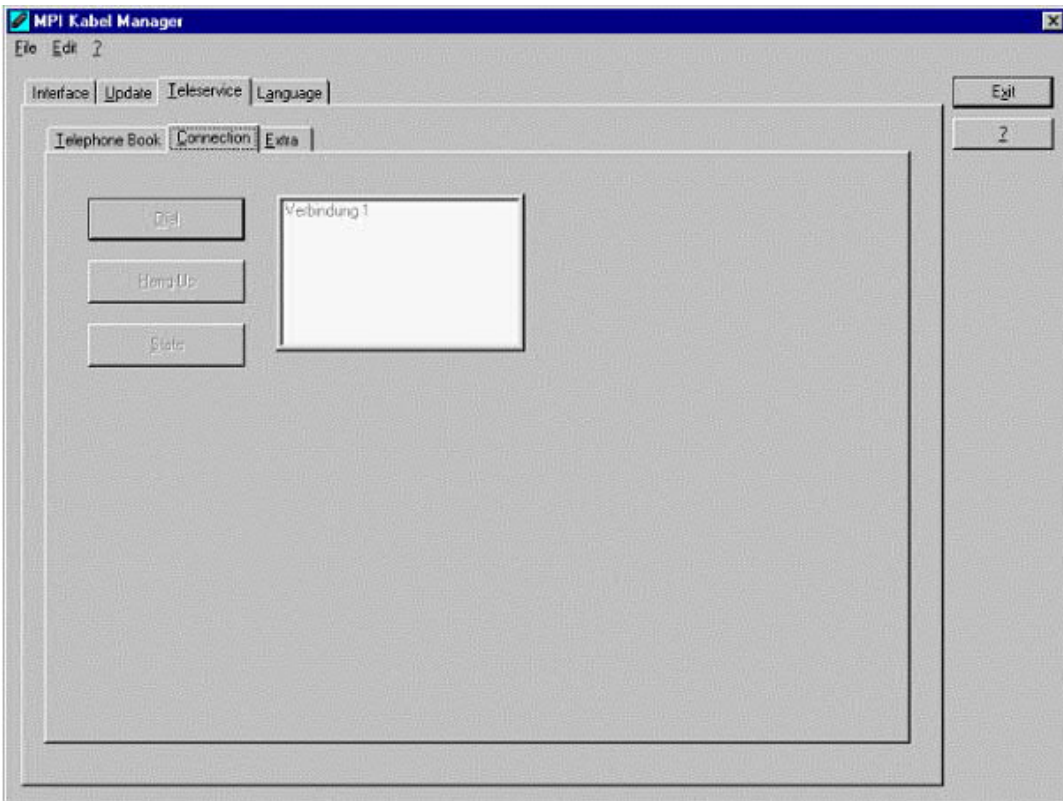 MPI Kabel Manager
File Edit ?
Interface Update Teleservice Language
Exit
Telephone Book Connection Extra
?
Dial
Verbindung 1
Hang Up
State